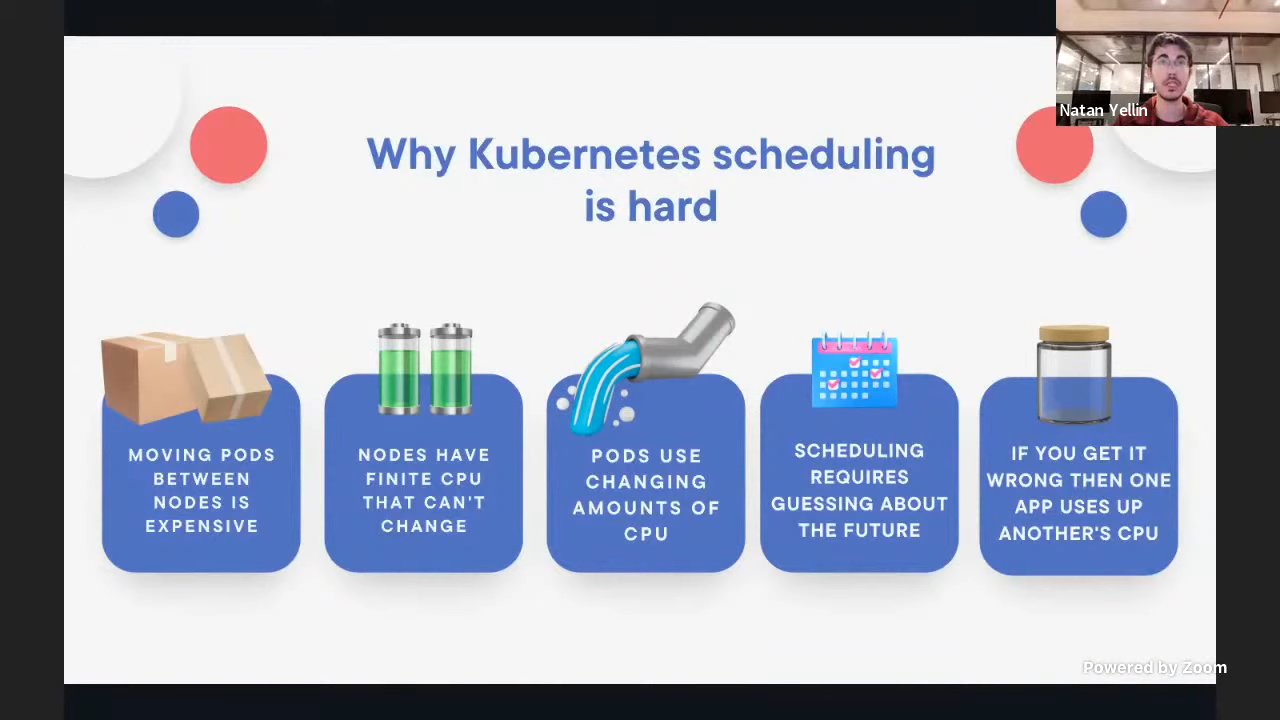 Natan Yellin
Why Kubernetes scheduling
is hard
MOVING PODS
BETWEEN
NODES IS
EXPENSIVE
NODES HAVE
FINITE CPU
THAT CAN'T
CHANGE
PODS USE
CHANGING
AMOUNTS OF
CPU
SCHEDULING
REQUIRES
GUESSING ABOUT
THE FUTURE
IF YOU GET IT
WRONG THEN ONE
APP USES UP
ANOTHER'S CPU
Powered by Zoom